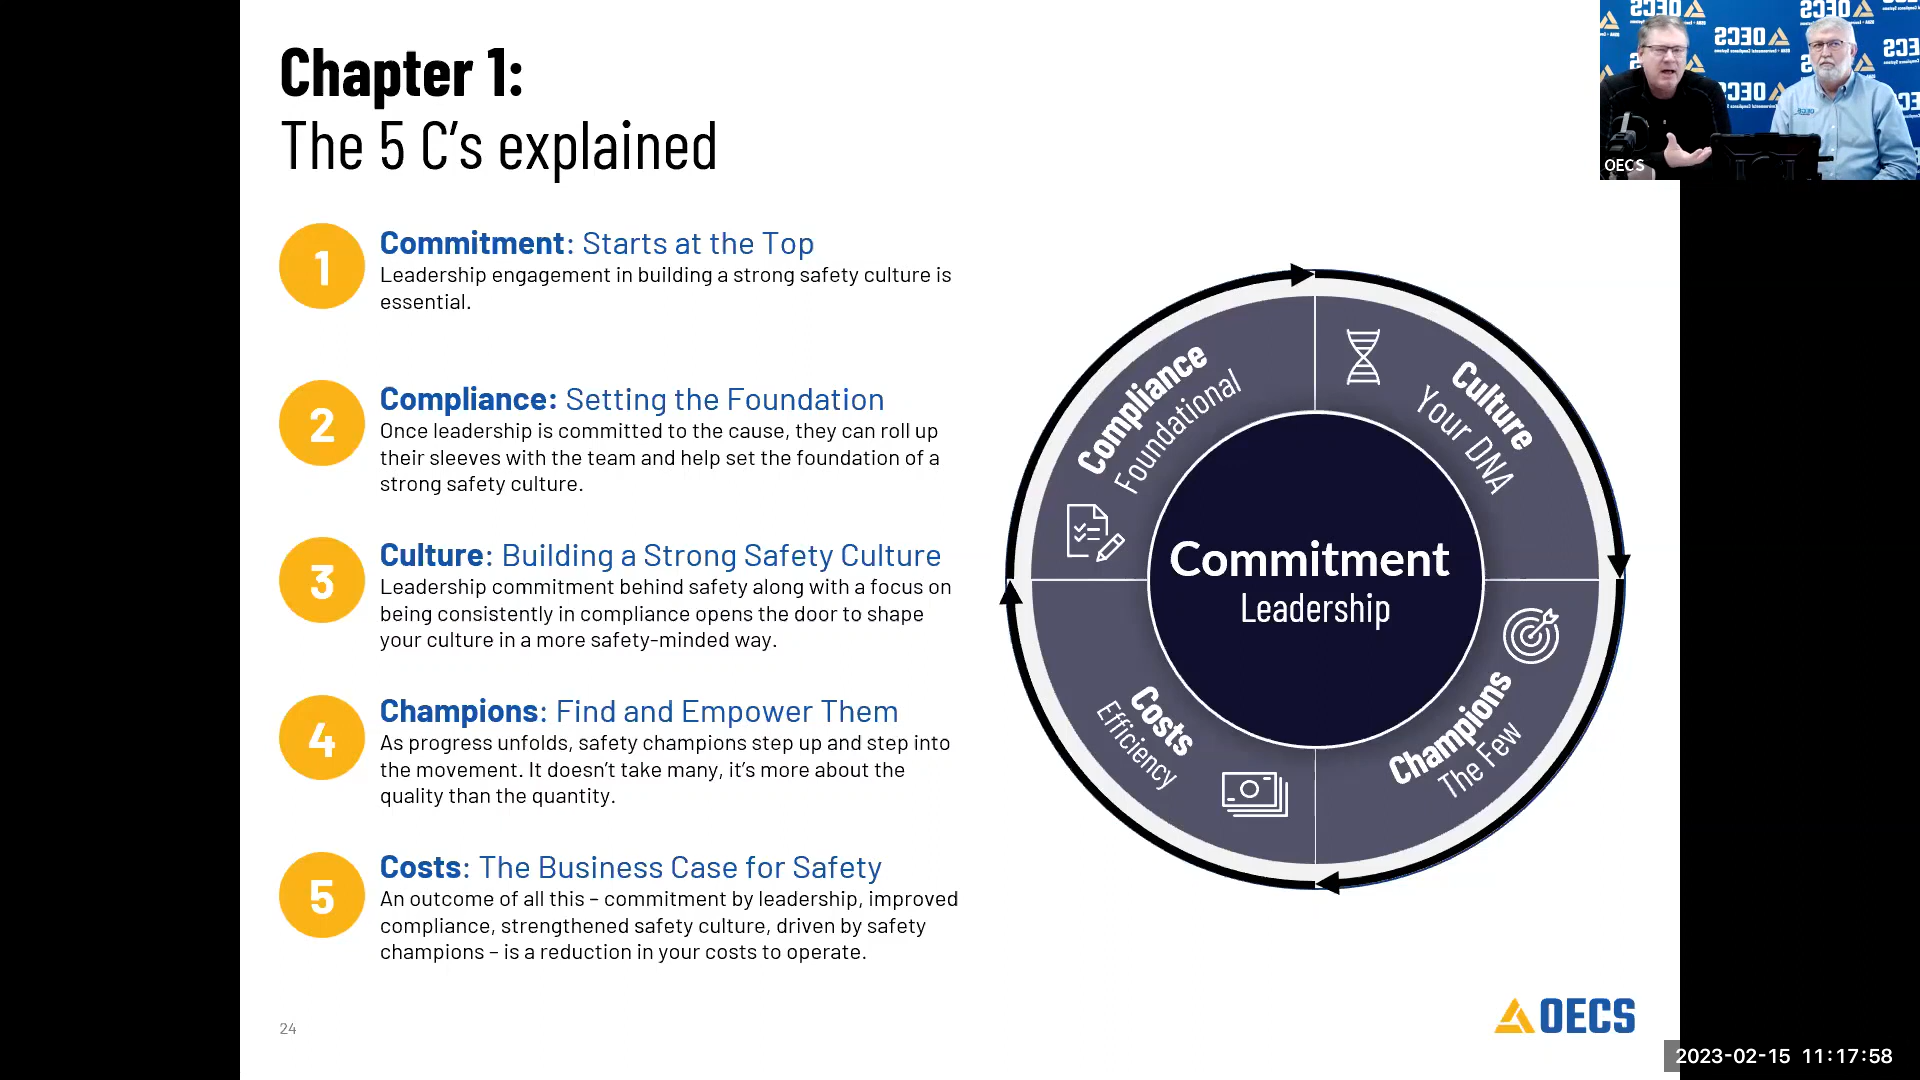 Chapter 1:
The 5 C's explained
1
Commitment: Starts at the Top
Leadership engagement in building a strong safety culture is
essential.
2
Compliance: Setting the Foundation
Once leadership is committed to the cause, they can roll up
their sleeves with the team and help set the foundation of a
strong safety culture.
3
Culture: Building a Strong Safety Culture
Leadership commitment behind safety along with a focus on
being consistently in compliance opens the door to shape
your culture in a more safety-minded way.
4
Champions: Find and Empower Them
As progress unfolds, safety champions step up and step into
the movement. It doesn't take many, it's more about the
quality than the quantity.
5
Costs: The Business Case for Safety
An outcome of all this – commitment by leadership, improved
compliance, strengthened safety culture, driven by safety
champions – is a reduction in your costs to operate.
Compliance
Foundational
Culture
Your DNA
Commitment
Leadership
Costs
Efficiency
Champions
The Few
24
OECS
OECS
OECS
OECS
OECS
OECS
2023-02-15 11:17:58